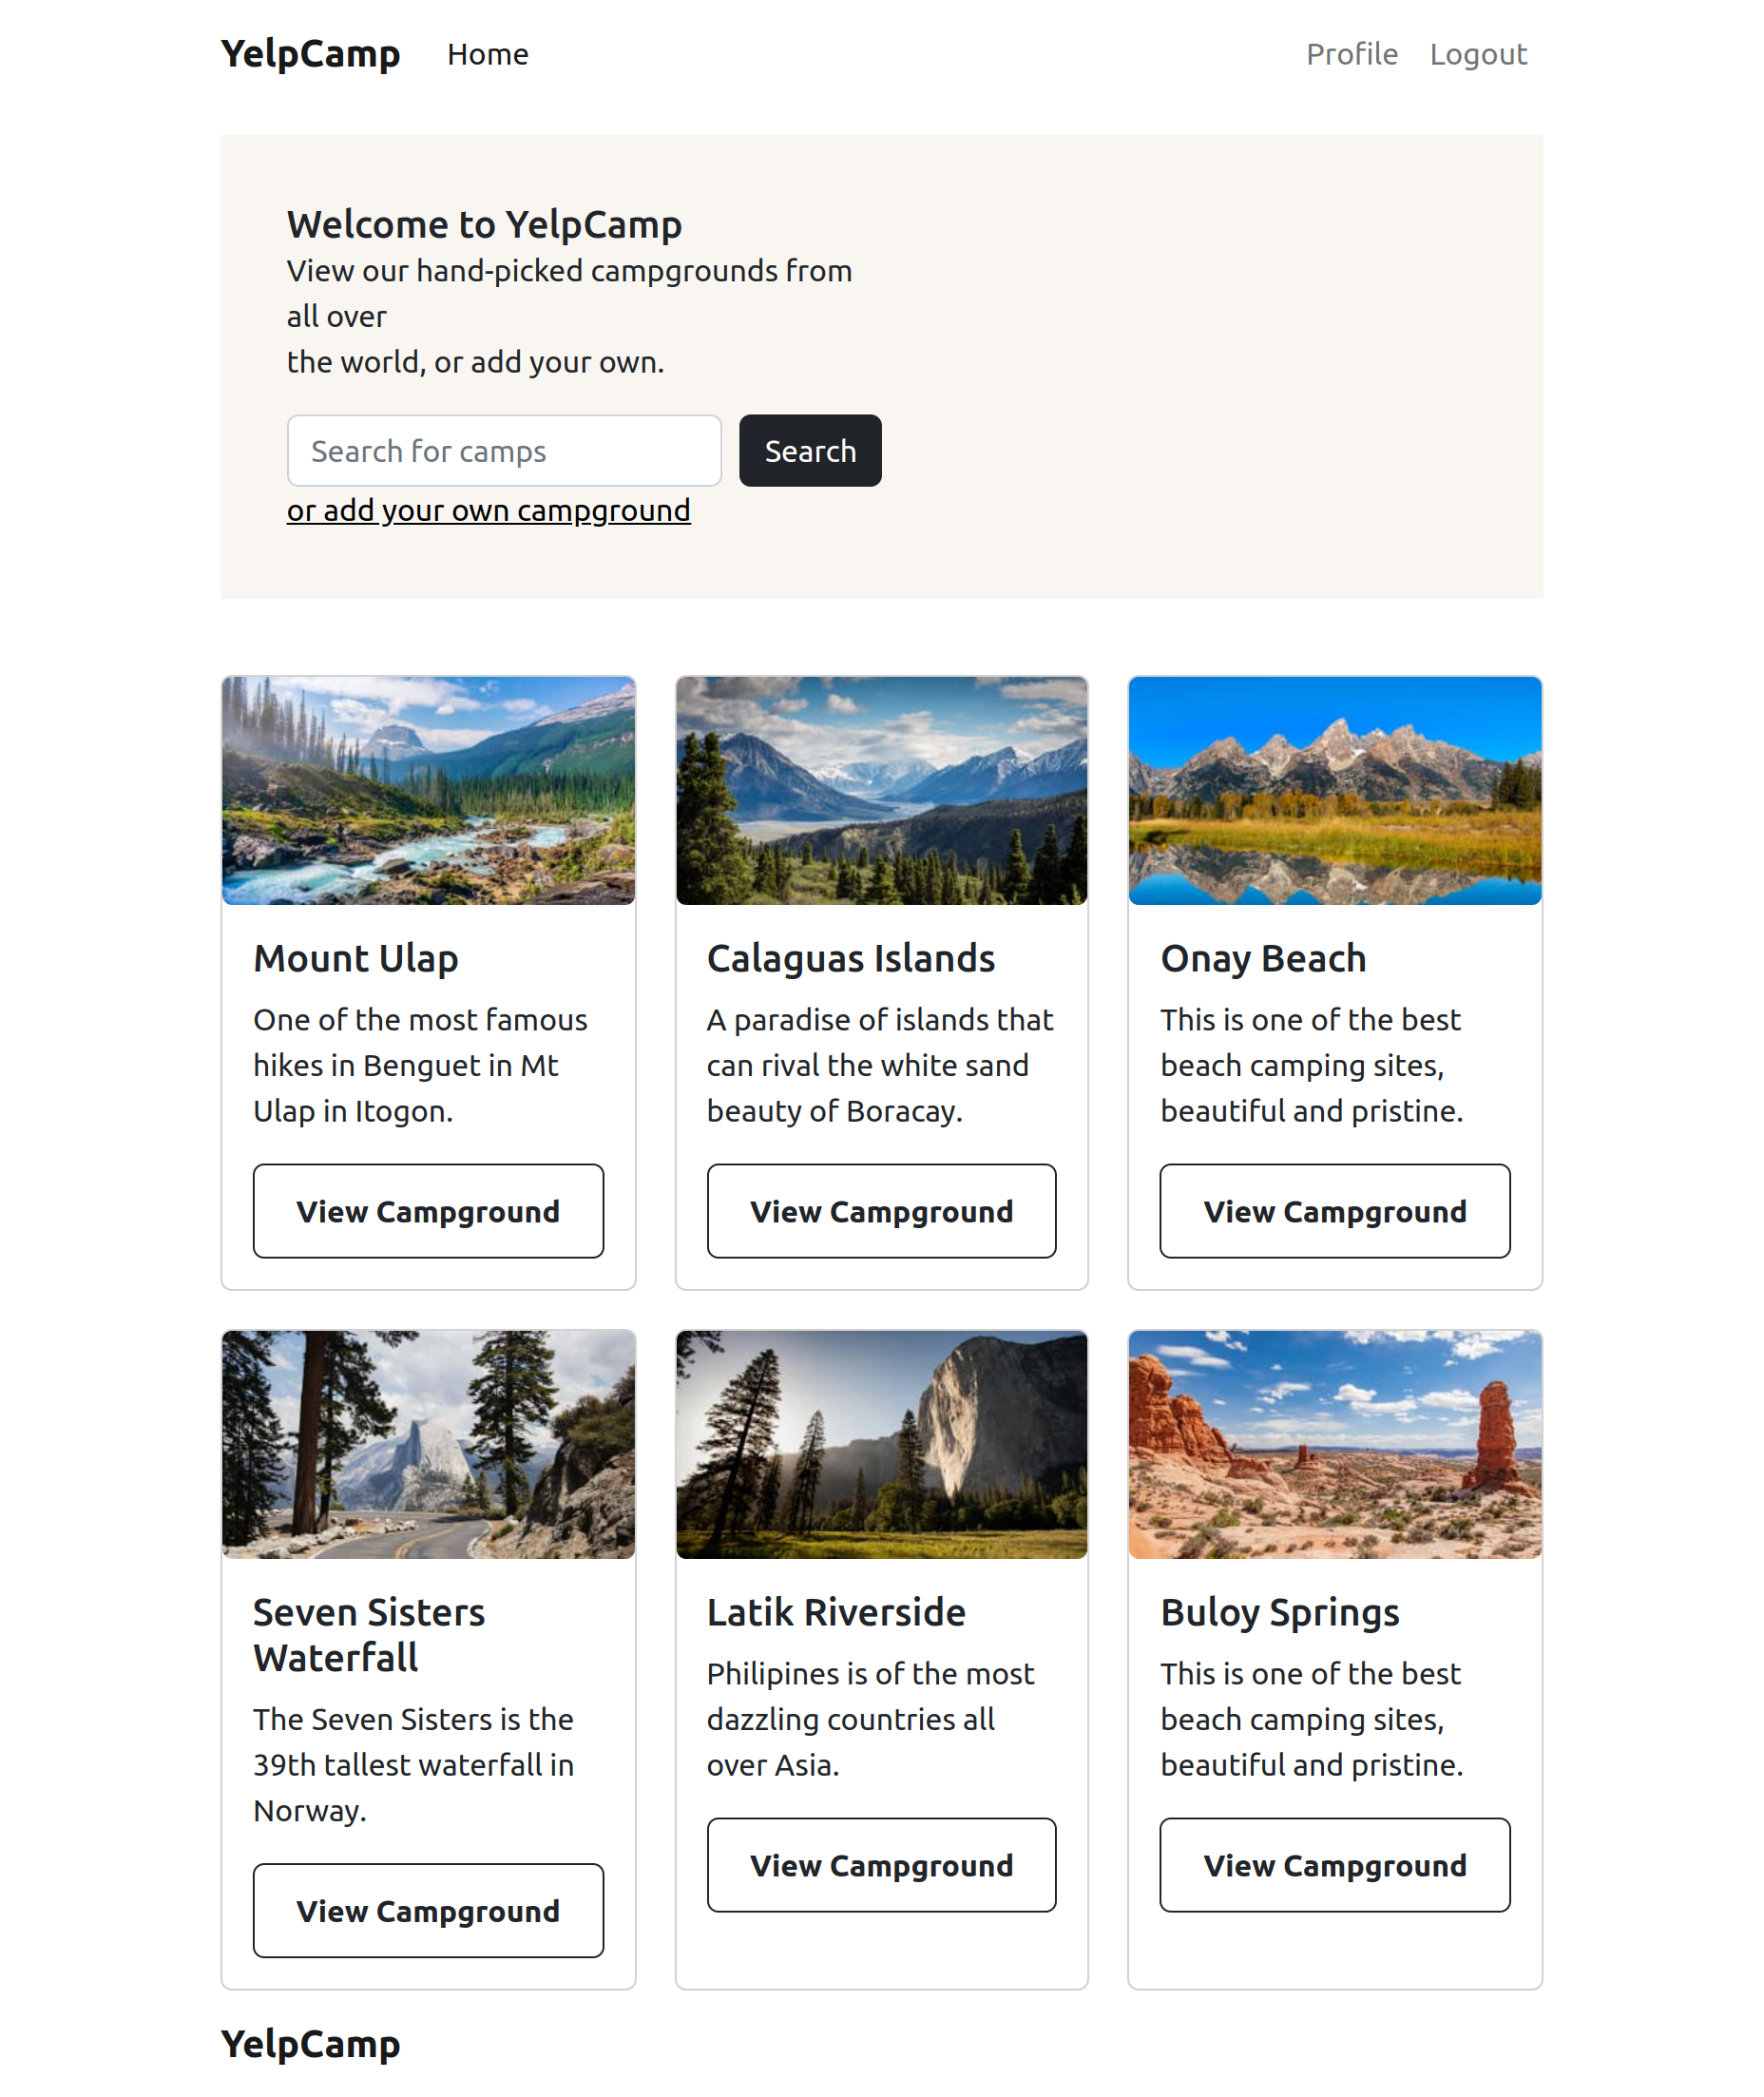 YelpCamp Home Profile Logout
Welcome to YelpCamp
View our hand-picked campgrounds from
all over
the world, or add your own.
Search for camps Search
or add your own campground
Mount Ulap
One of the most famous
hikes in Benguet in Mt
Ulap in Itogon.
View Campground
Calaguas Islands
A paradise of islands that
can rival the white sand
beauty of Boracay.
View Campground
Onay Beach
This is one of the best
beach camping sites,
beautiful and pristine.
View Campground
Seven Sisters
Waterfall
The Seven Sisters is the
39th tallest waterfall in
Norway.
View Campground
Latik Riverside
Philipines is of the most
dazzling countries all
over Asia.
View Campground
Buloy Springs
This is one of the best
beach camping sites,
beautiful and pristine.
View Campground
YelpCamp